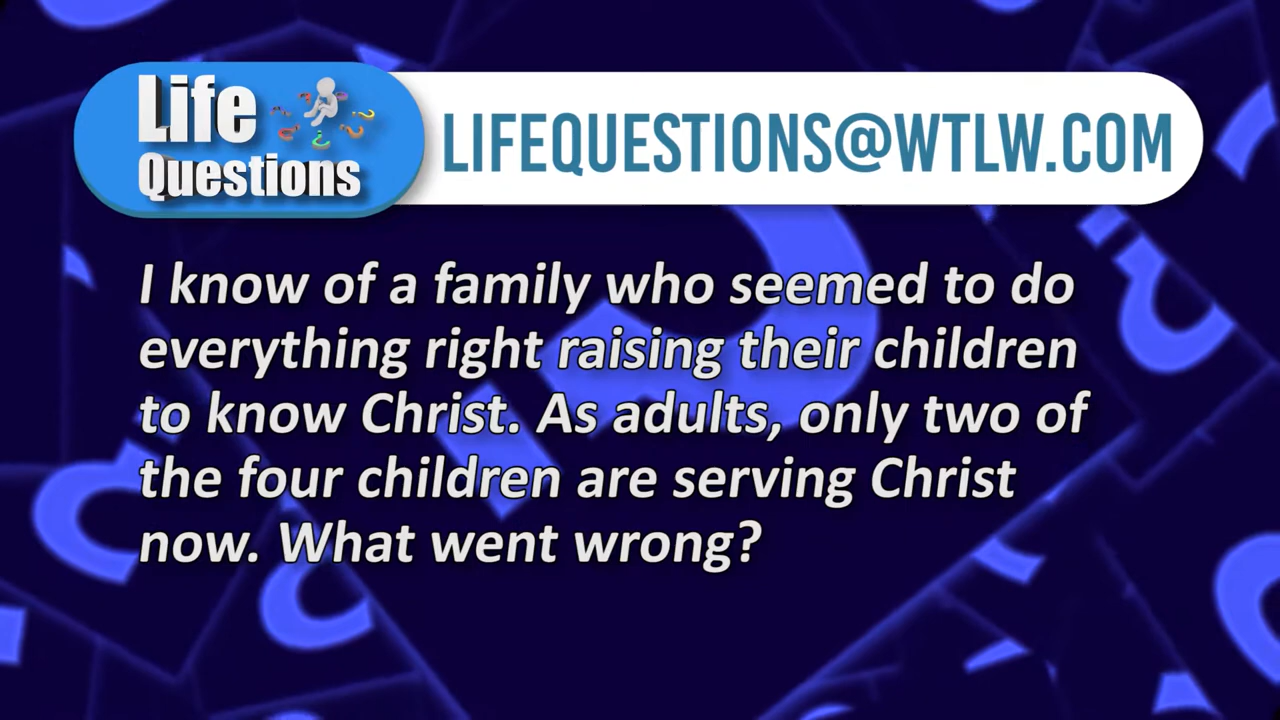 Life
Questions
LIFEQUESTIONS@WTLW.COM
I know of a family who seemed to do
everything right raising their children
to know Christ. As adults, only two of
the four children are serving Christ
now. What went wrong?